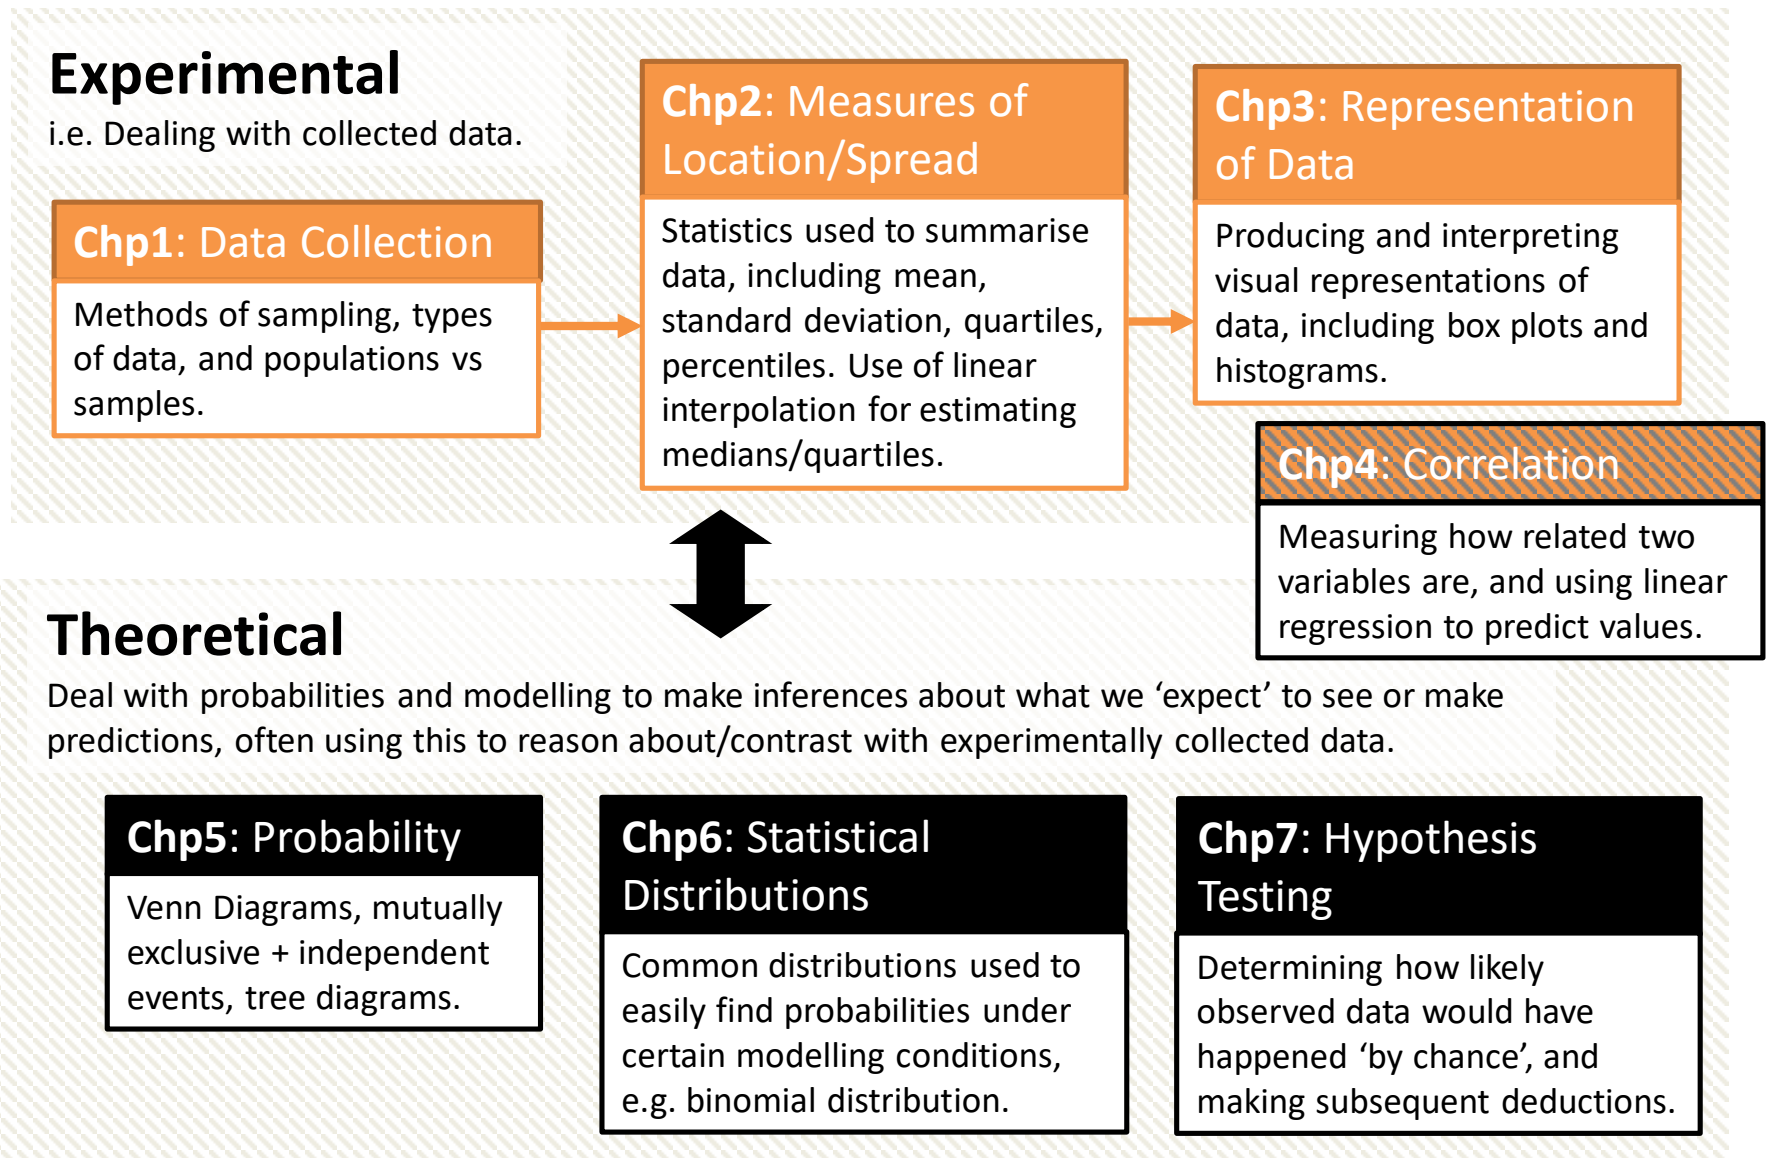 Experimental
i.e. Dealing with collected data.
Chp1: Data Collection
Methods of sampling, types
of data, and populations vs
samples.
Chp2: Measures of
Location/Spread
Statistics used to summarise
data, including mean,
standard deviation, quartiles,
percentiles. Use of linear
interpolation for estimating
medians/quartiles.
Chp3: Representation
of Data
Producing and interpreting
visual representations of
data, including box plots and
histograms.
Chp4: Correlation
Measuring how related two
variables are, and using linear
regression to predict values.
Theoretical
Deal with probabilities and modelling to make inferences about what we ‘expect’ to see or make
predictions, often using this to reason about/contrast with experimentally collected data.
Chp5: Probability
Venn Diagrams, mutually
exclusive + independent
events, tree diagrams.
Chp6: Statistical
Distributions
Common distributions used to
easily find probabilities under
certain modelling conditions,
e.g. binomial distribution.
Chp7: Hypothesis
Testing
Determining how likely
observed data would have
happened ‘by chance’, and
making subsequent deductions.